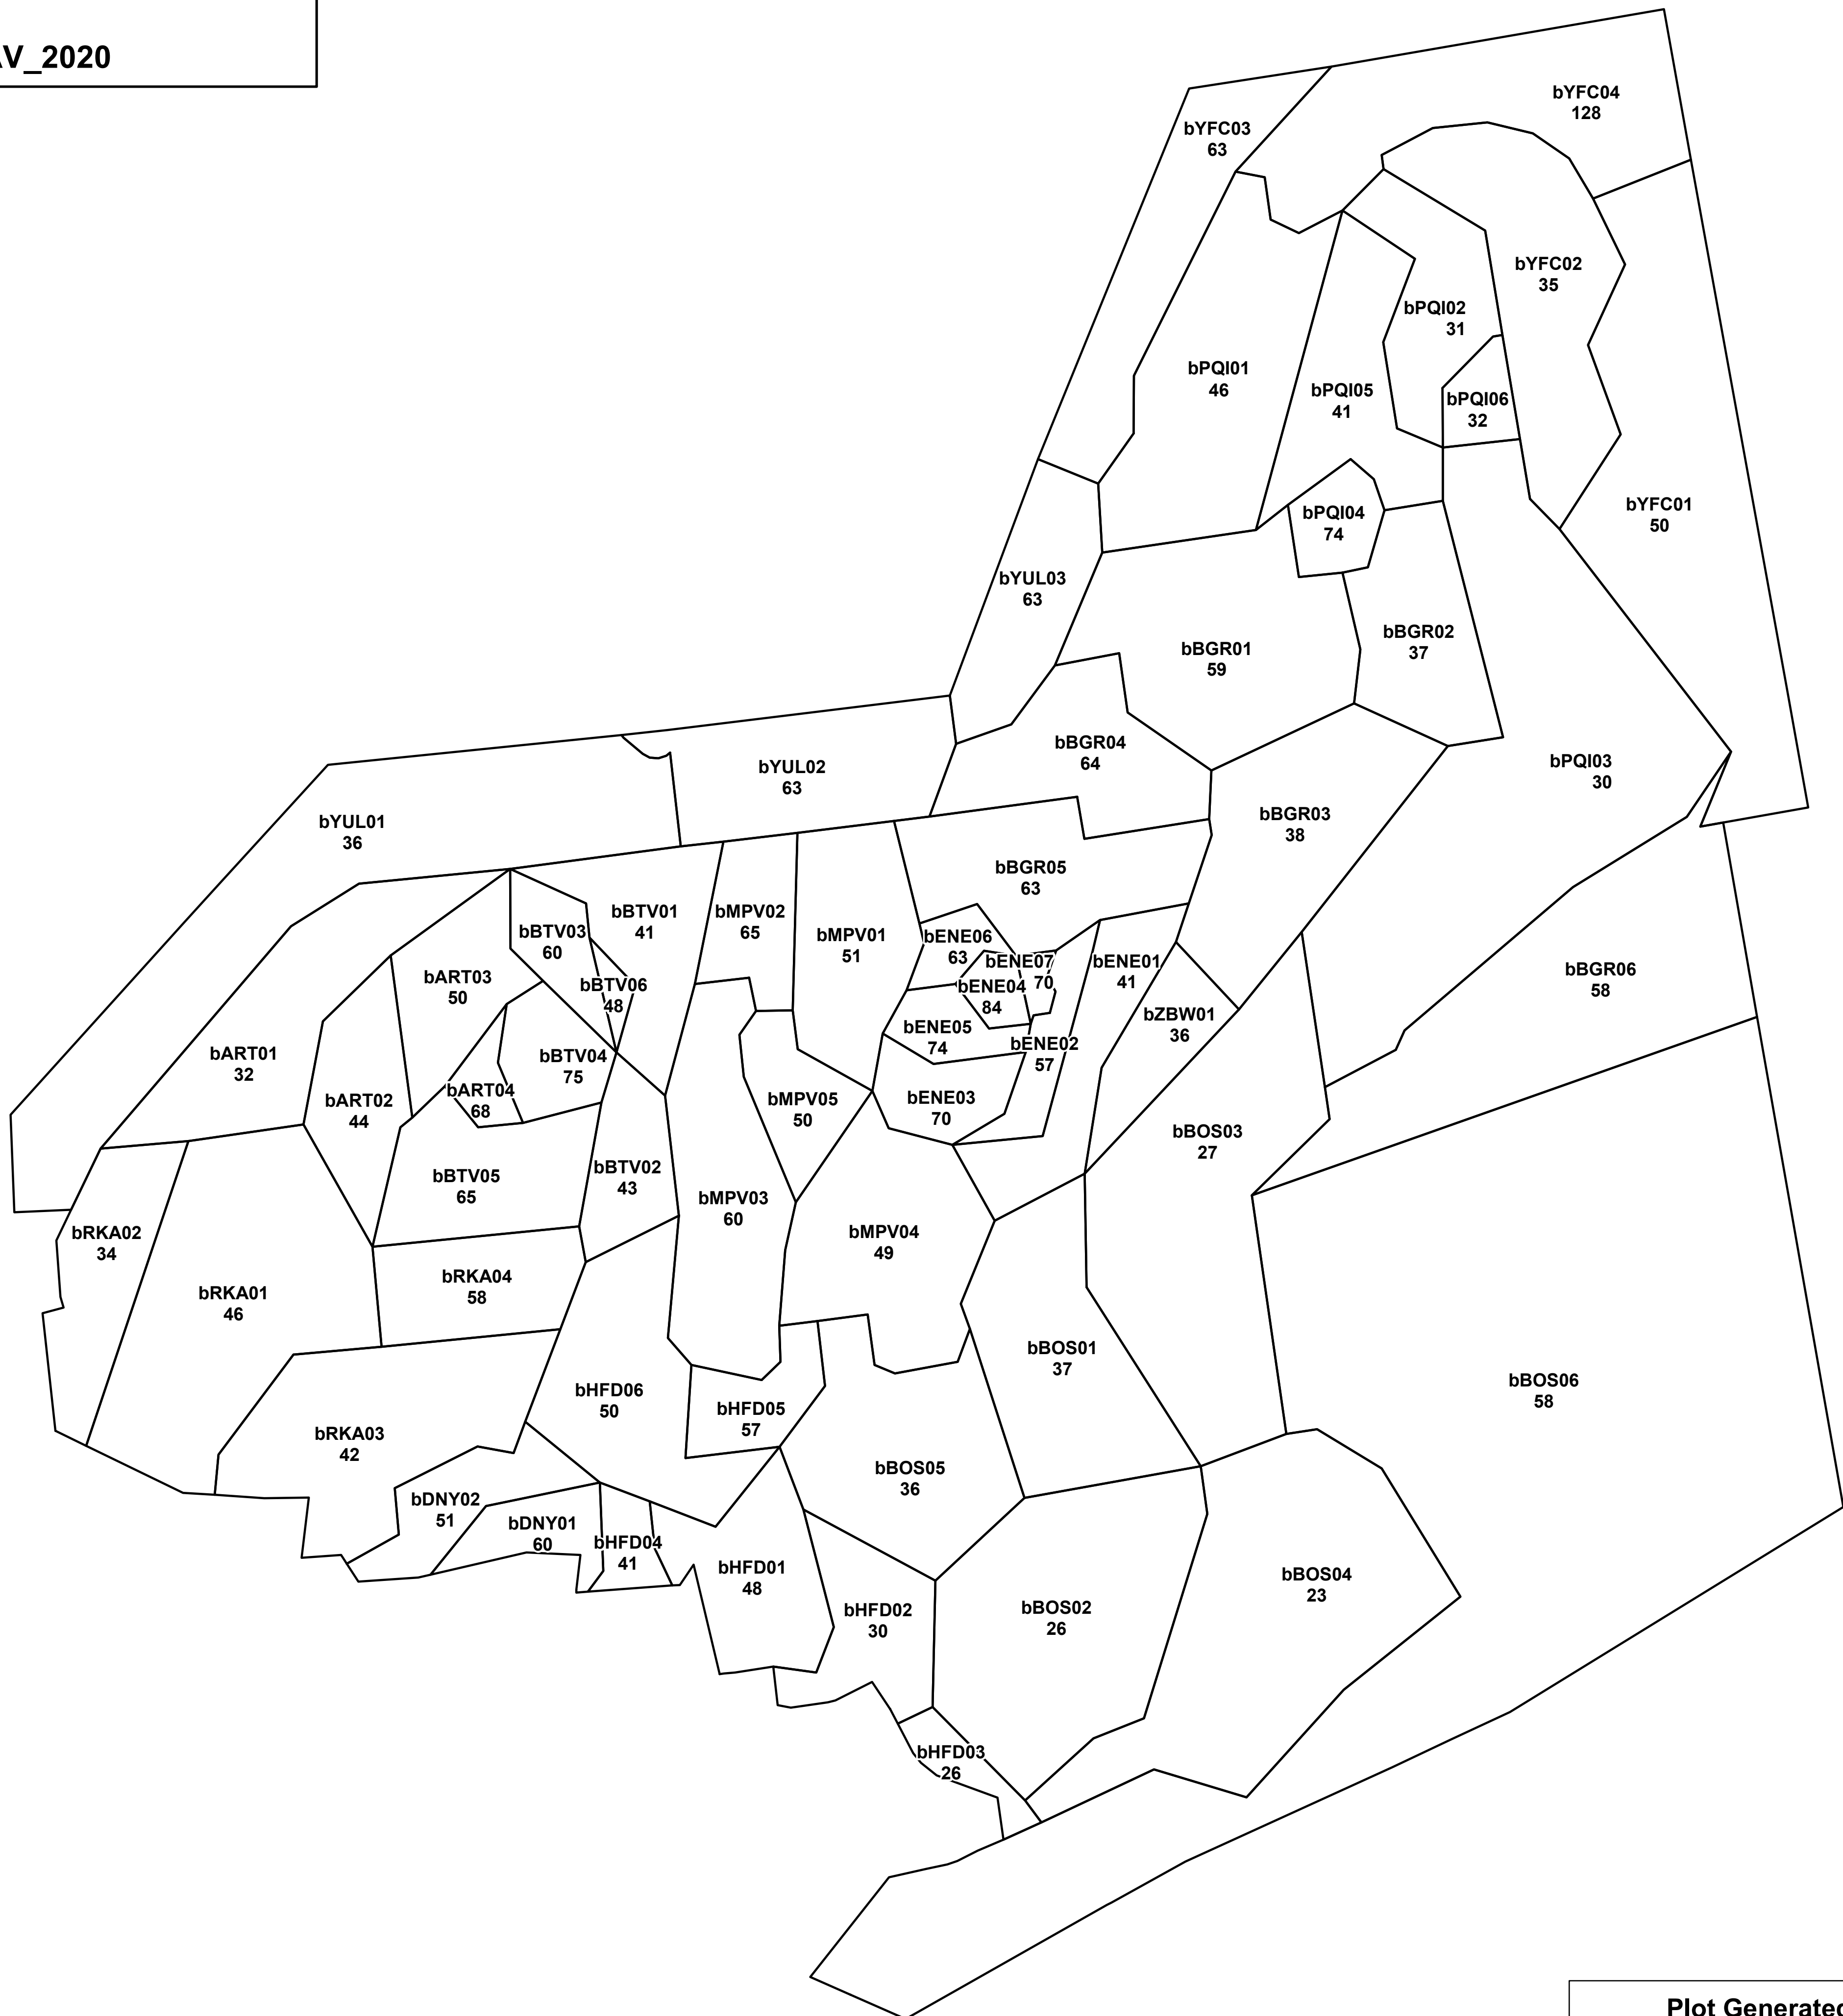 AV_2020
bYFC04
128
bYFC03
63
bYFC02
35
bPQI02
31
bPQI01
46
bPQI05
41
bPQI06
32
bYFC01
50
bPQI04
74
bYUL03
63
bBGR02
37
bBGR01
59
bBGR04
64
bPQI03
30
bYUL02
63
bYUL01
36
bBGR03
38
bBGR05
63
bBTV01
41
bMPV02
65
bBTV03
60
bMPV01
51
bENE06
63
bENE07
70
bENE01
41
bBGR06
58
bART03
50
bBTV06
48
bENE04
84
bZBW01
36
bENE05
74
bENE02
57
bART01
32
bBTV04
75
bART04
68
bART02
44
bMPV05
50
bENE03
70
bBOS03
27
bBTV02
43
bBTV05
65
bMPV03
60
bRKA02
34
bMPV04
49
bRKA04
58
bRKA01
46
bBOS01
37
bBOS06
58
bHFD06
50
bHFD05
57
bRKA03
42
bBOS05
36
bDNY02
51
bDNY01
60
bHFD04
41
bHFD01
48
bBOS04
23
bHFD02
30
bBOS02
26
bHFD03
26
Plot Generated